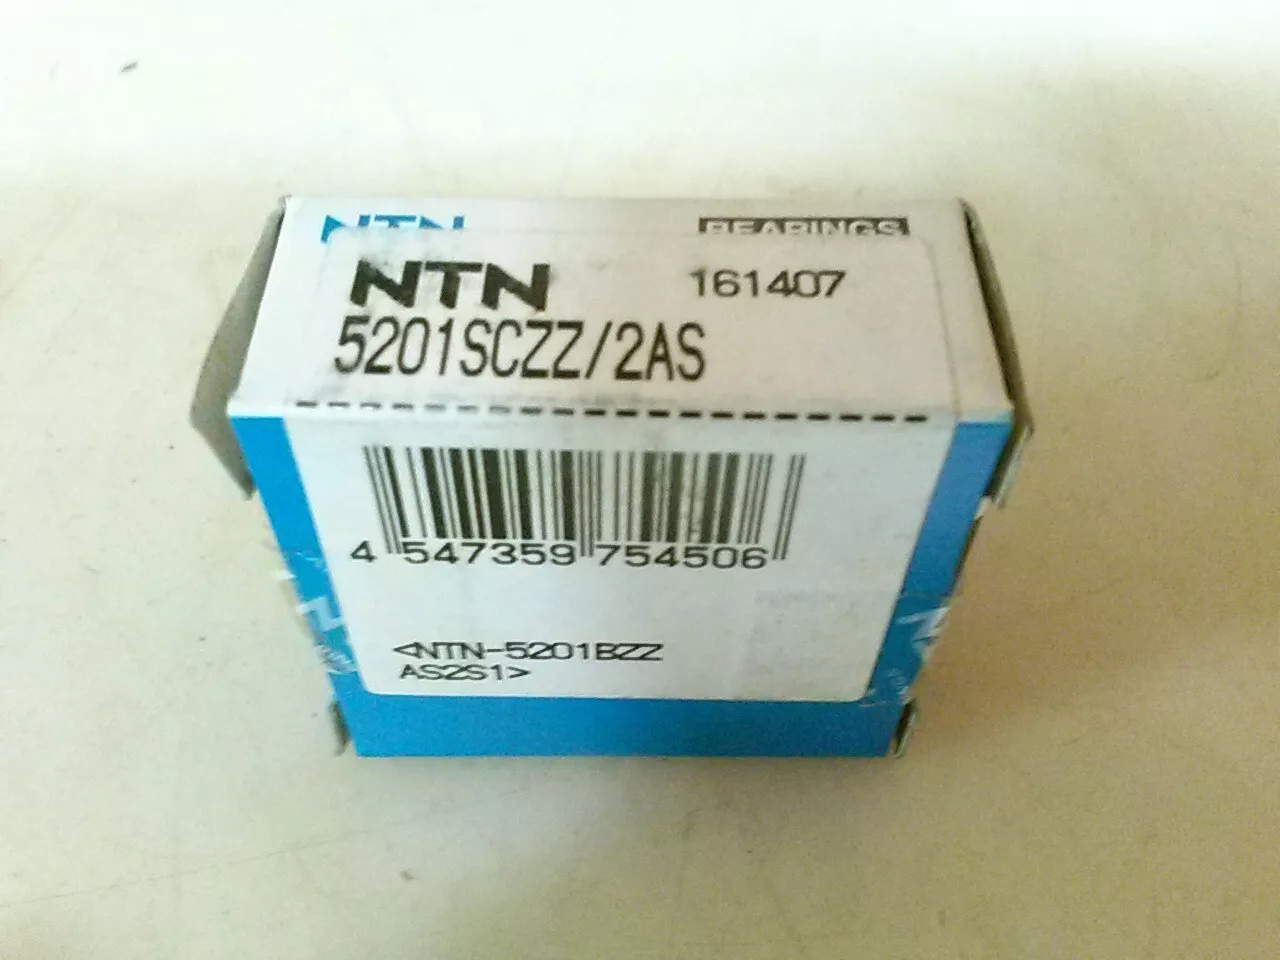 NTN BEARINGS
NTN 161407
5201SCZZ/2AS
4 547359 754506
<NTN-5201BZZ
AS2S1>